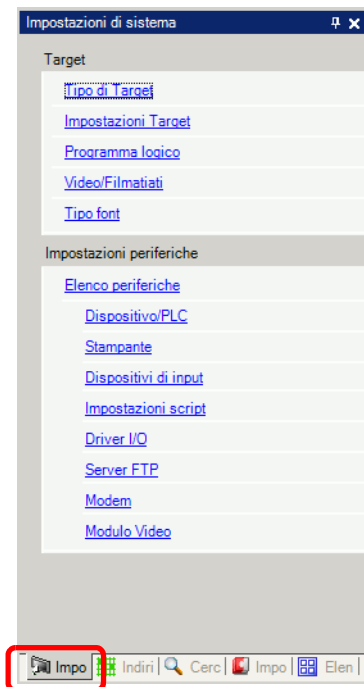 Impostazioni di sistema
Target
Tipo di Target
Impostazioni Target
Programma logico
Video/Filmatiati
Tipo font
Impostazioni periferiche
Elenco periferiche
Dispositivo/PLC
Stampante
Dispositivi di input
Impostazioni script
Driver I/O
Server FTP
Modem
Modulo Video
Impo Indiri Cerc Impo Elen